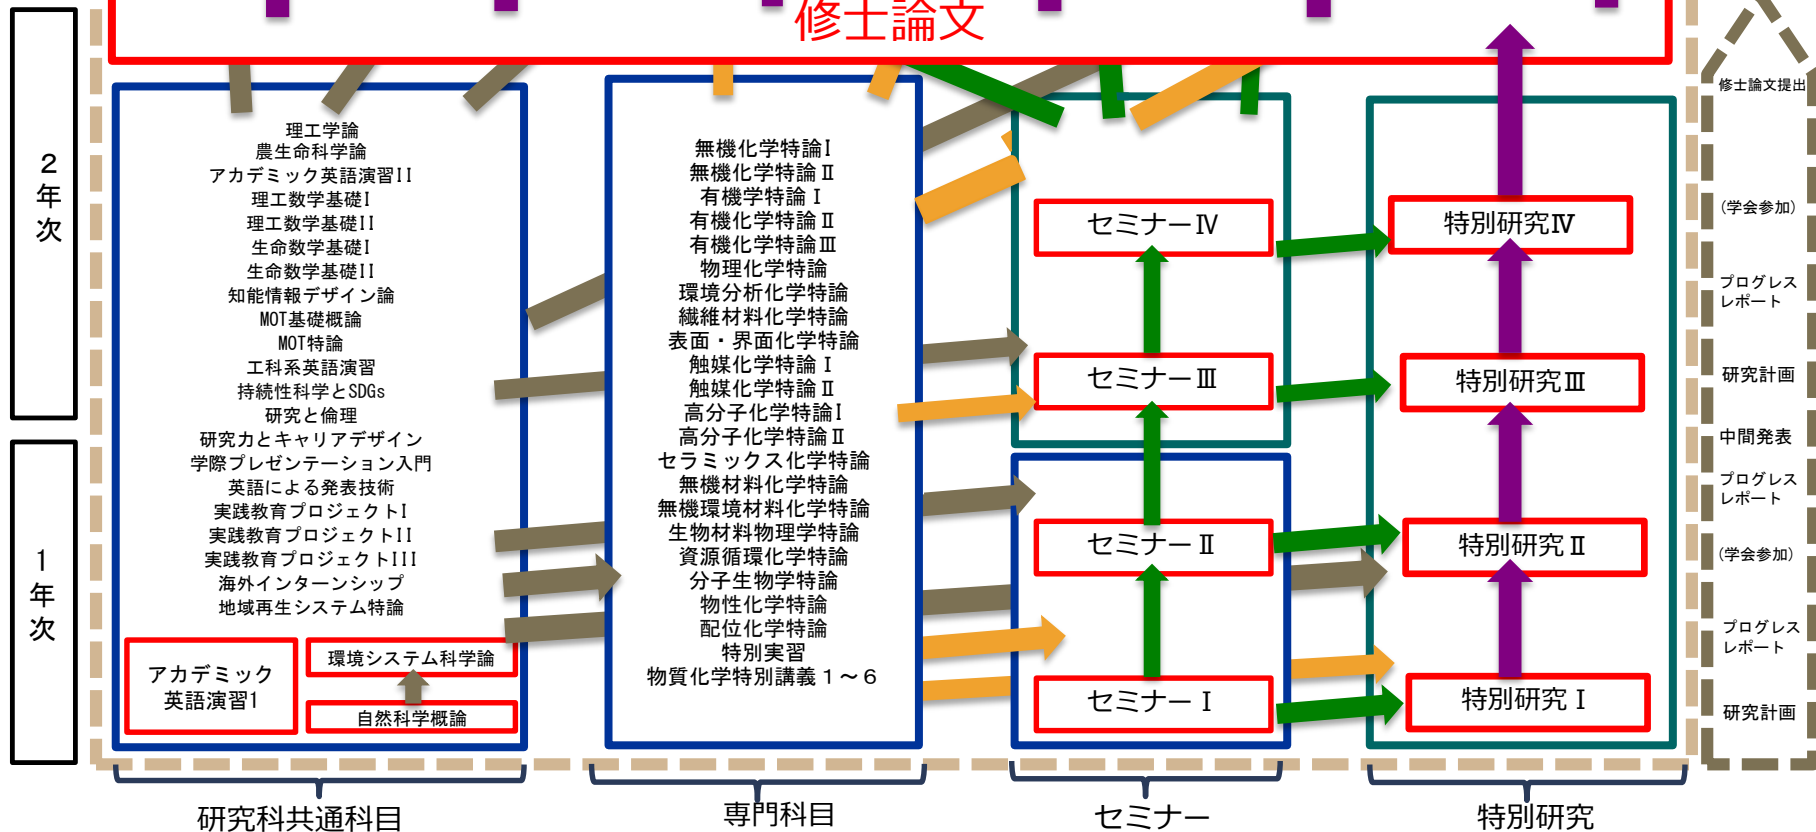 修士論文
2
年
次
1
年
次
理工学論
農生命科学論
アカデミック英語演習II
理工数学基礎I
理工数学基礎II
生命数学基礎I
生命数学基礎II
知能情報デザイン論
MOT基礎概論
MOT特論
工科系英語演習
持続性科学とSDGs
研究と倫理
研究力とキャリアデザイン
学際プレゼンテーション入門
英語による発表技術
実践教育プロジェクトI
実践教育プロジェクトII
実践教育プロジェクトIII
海外インターンシップ
地域再生システム特論
アカデミック
英語演習1
環境システム科学論
自然科学概論
研究科共通科目
無機化学特論Ⅰ
無機化学特論Ⅱ
有機学特論Ⅰ
有機化学特論Ⅱ
有機化学特論Ⅲ
物理化学特論
環境分析化学特論
繊維材料化学特論
表面・界面化学特論
触媒化学特論Ⅰ
触媒化学特論Ⅱ
高分子化学特論Ⅰ
高分子化学特論Ⅱ
セラミックス化学特論
無機材料化学特論
無機環境材料化学特論
生物材料物理学特論
資源循環化学特論
分子生物学特論
物性化学特論
配位化学特論
特別実習
物質化学特別講義1～6
専門科目
セミナーⅣ
セミナーⅢ
セミナーⅡ
セミナーⅠ
セミナー
特別研究Ⅳ
特別研究Ⅲ
特別研究Ⅱ
特別研究Ⅰ
特別研究
修士論文提出
(学会参加)
プログレス
レポート
研究計画
中間発表
プログレス
レポート
(学会参加)
プログレス
レポート
研究計画